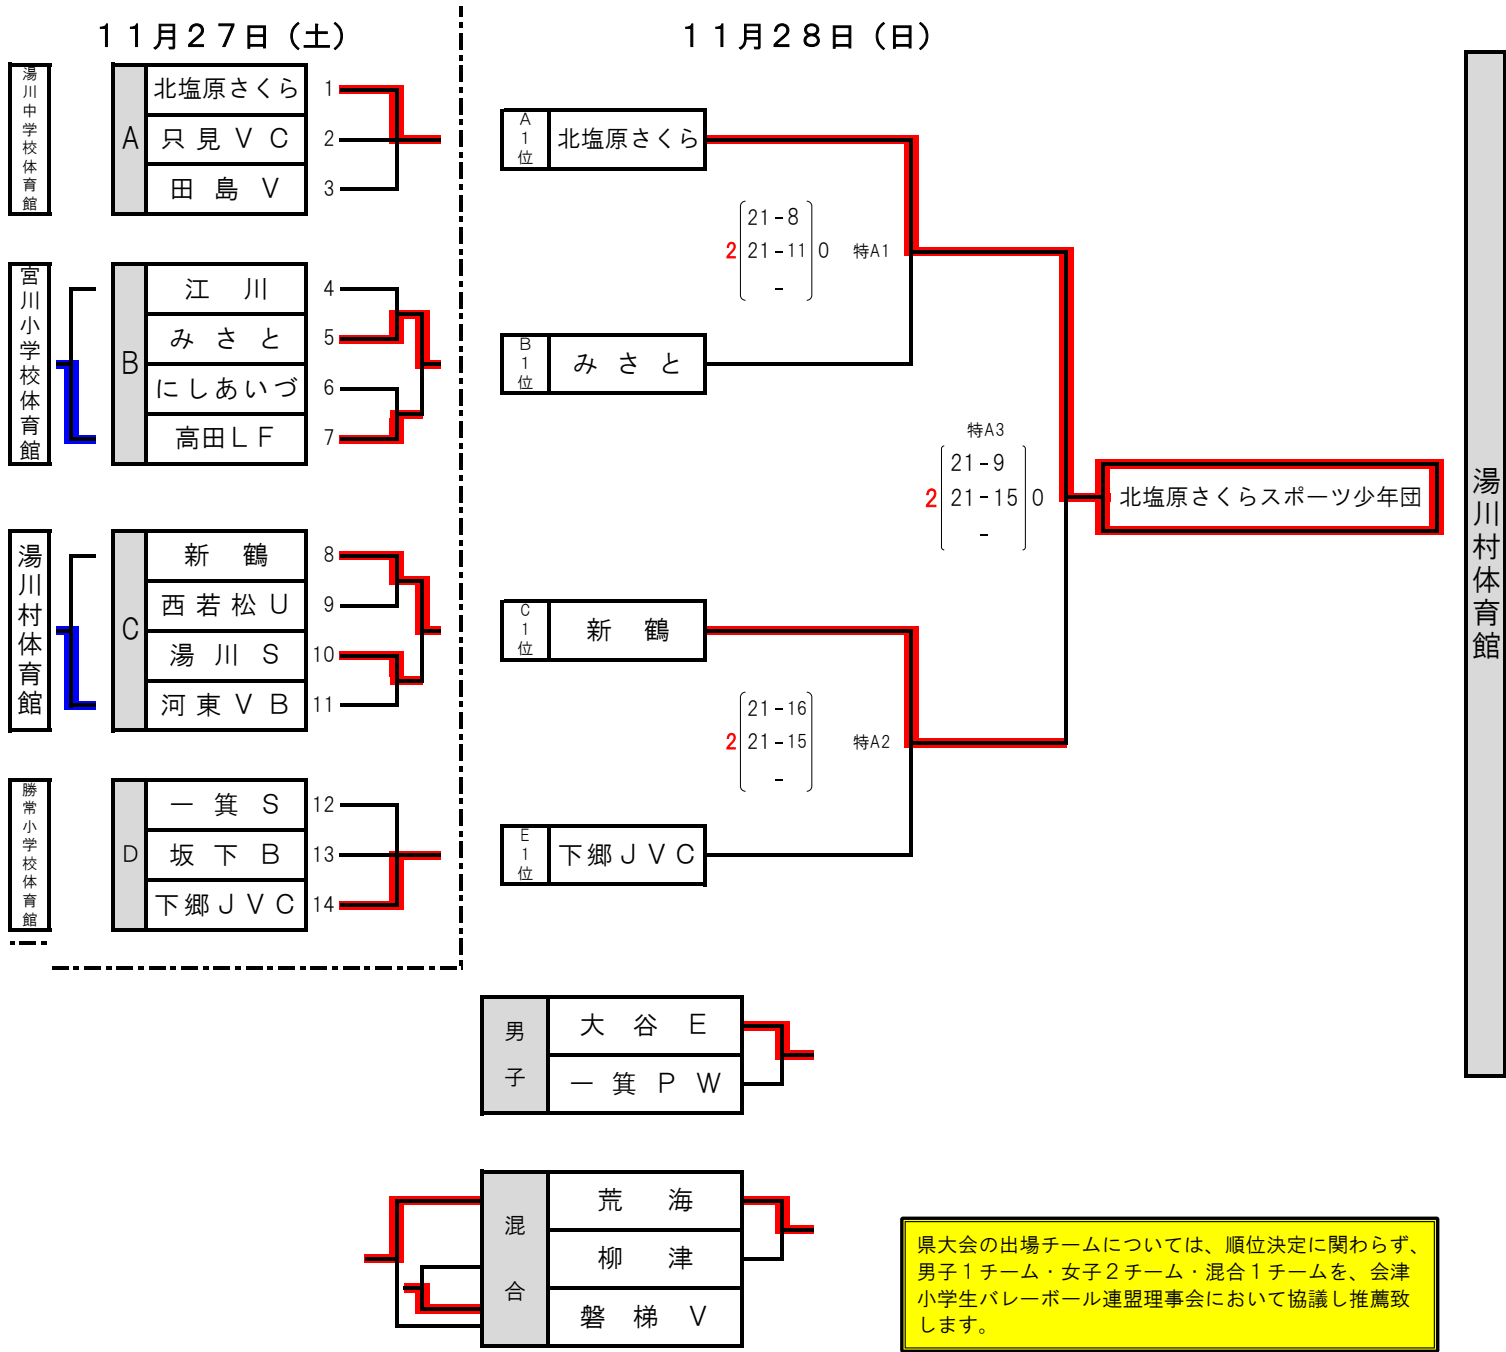 １１月２７日（土）
１１月２８日（日）
湯川中学校体育館
A
北塩原さくら 1
只見ＶＣ 2
田島Ｖ 3
宮川小学校体育館
B
江川 4
みさと 5
にしあいづ 6
高田ＬＦ 7
湯川村体育館
C
新鶴 8
西若松Ｕ 9
湯川Ｓ 10
河東ＶＢ 11
勝常小学校体育館
D
一箕Ｓ 12
坂下Ｂ 13
下郷ＪＶＣ 14
A1位 北塩原さくら
21-8
2 21-11 0 特A1
-
B1位 みさと
特A3
21-9
2 21-15 0
-
北塩原さくらスポーツ少年団
C1位 新鶴
21-16
2 21-15 特A2
-
E1位 下郷ＪＶＣ
湯川村体育館
男子
大谷Ｅ
一箕ＰＷ
混合
荒海
柳津
磐梯Ｖ
県大会の出場チームについては、順位決定に関わらず、
男子１チーム・女子２チーム・混合１チームを、会津
小学生バレーボール連盟理事会において協議し推薦致
します。